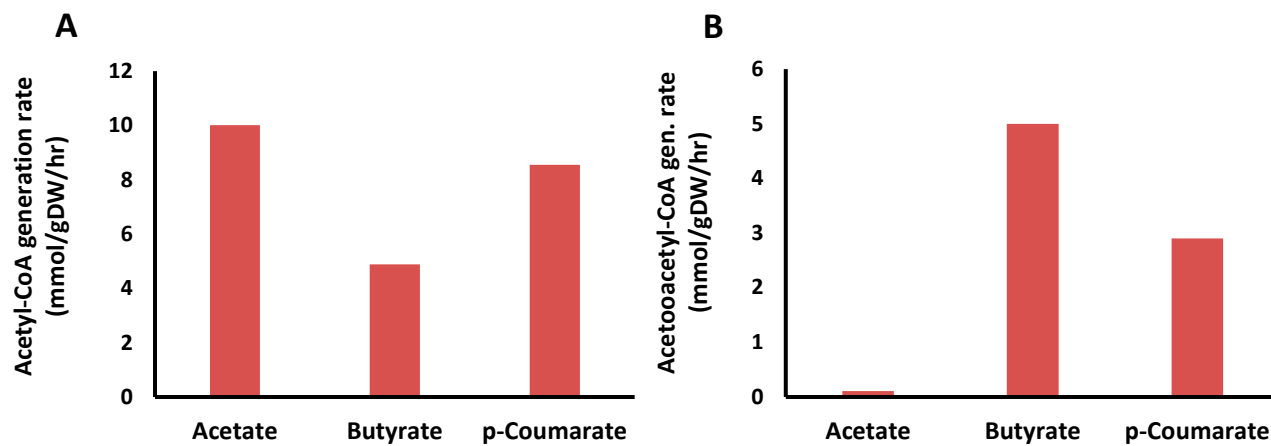 A
Acetyl-CoA generation rate
(mmol/gDW/hr)
12
10
8
6
4
2
0
Acetate
Butyrate
p-Coumarate
B
Acetooacetyl-CoA gen. rate
(mmol/gDW/hr)
6
5
4
3
2
1
0
Acetate
Butyrate
p-Coumarate